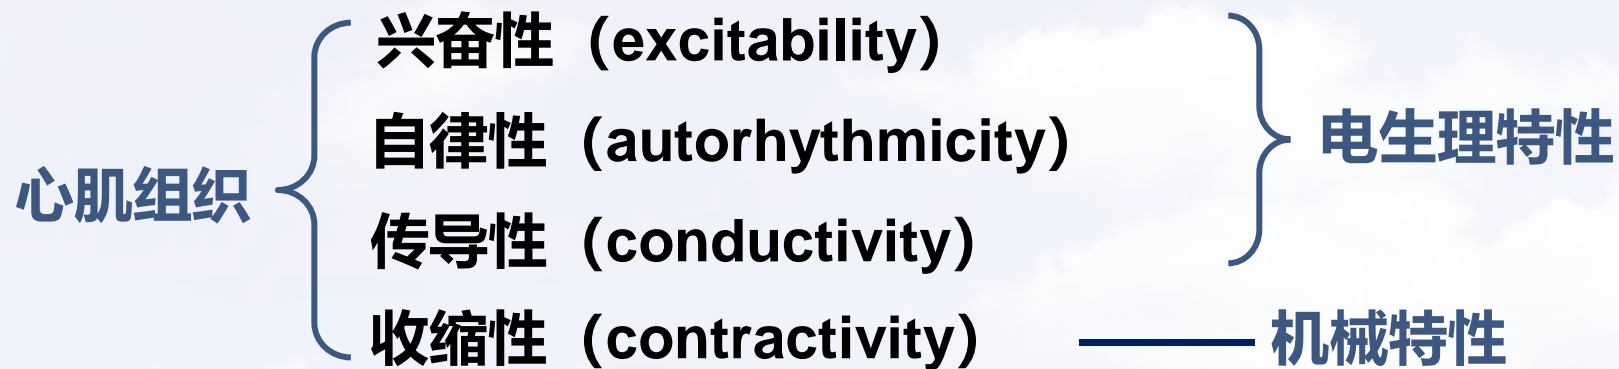 心肌组织
兴奋性（excitability）
自律性（autorhythmicity）
传导性（conductivity）
收缩性（contractivity）
电生理特性
机械特性